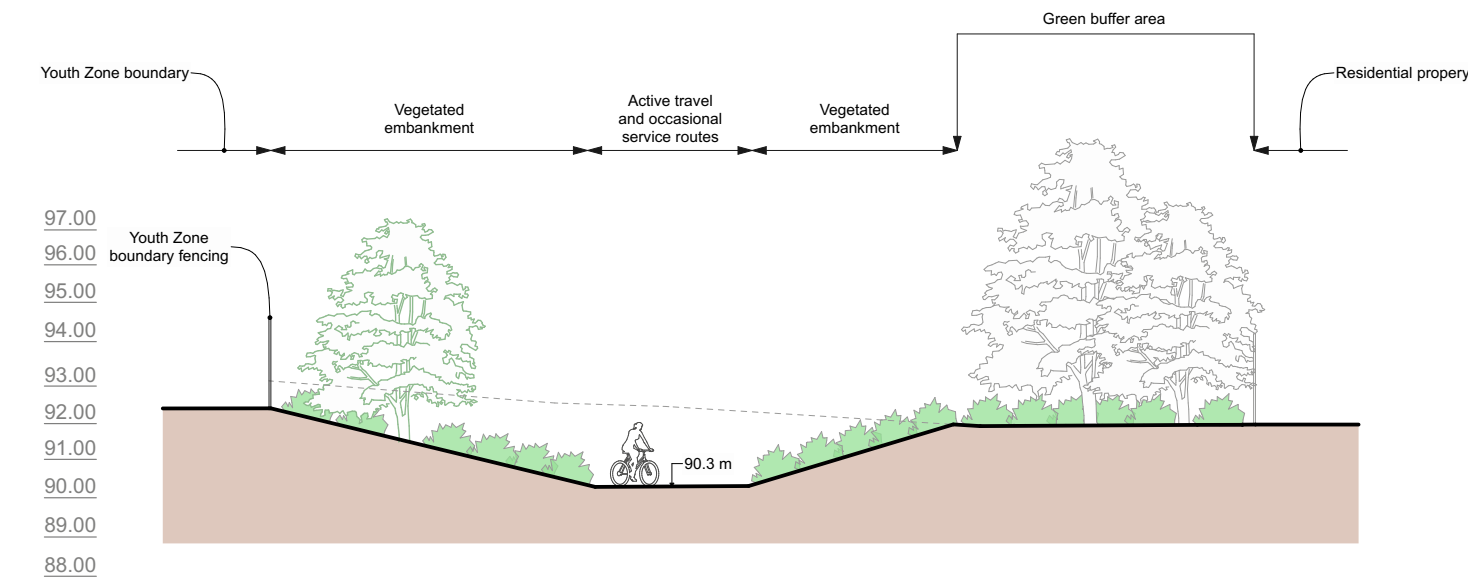 Green buffer area
Youth Zone boundary
Residential propery
Vegetated
embankment
Active travel
and occasional
service routes
Vegetated
embankment
97.00
96.00
95.00
94.00
93.00
92.00
91.00
90.00
89.00
88.00
Youth Zone
boundary fencing
90.3 m